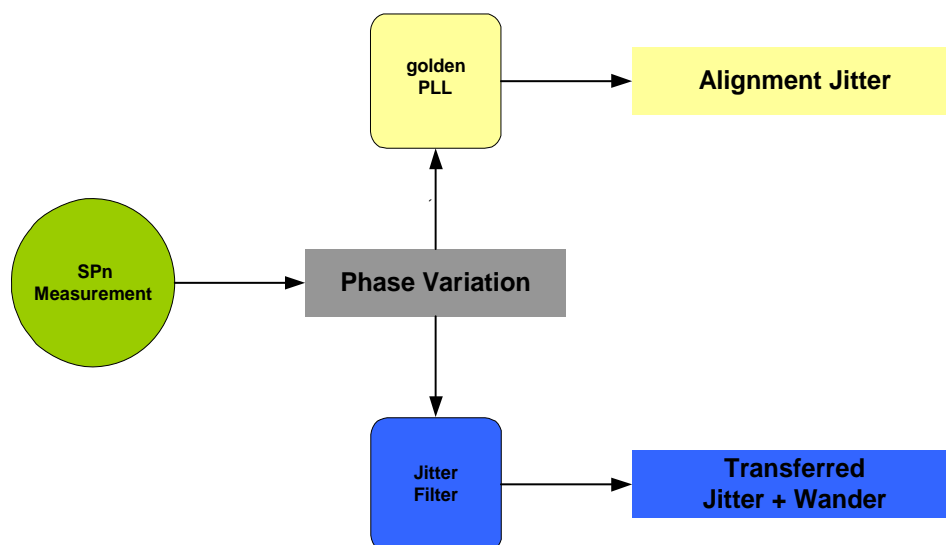 golden
PLL
Alignment Jitter
SPn
Measurement
Phase Variation
Jitter
Filter
Transferred
Jitter + Wander